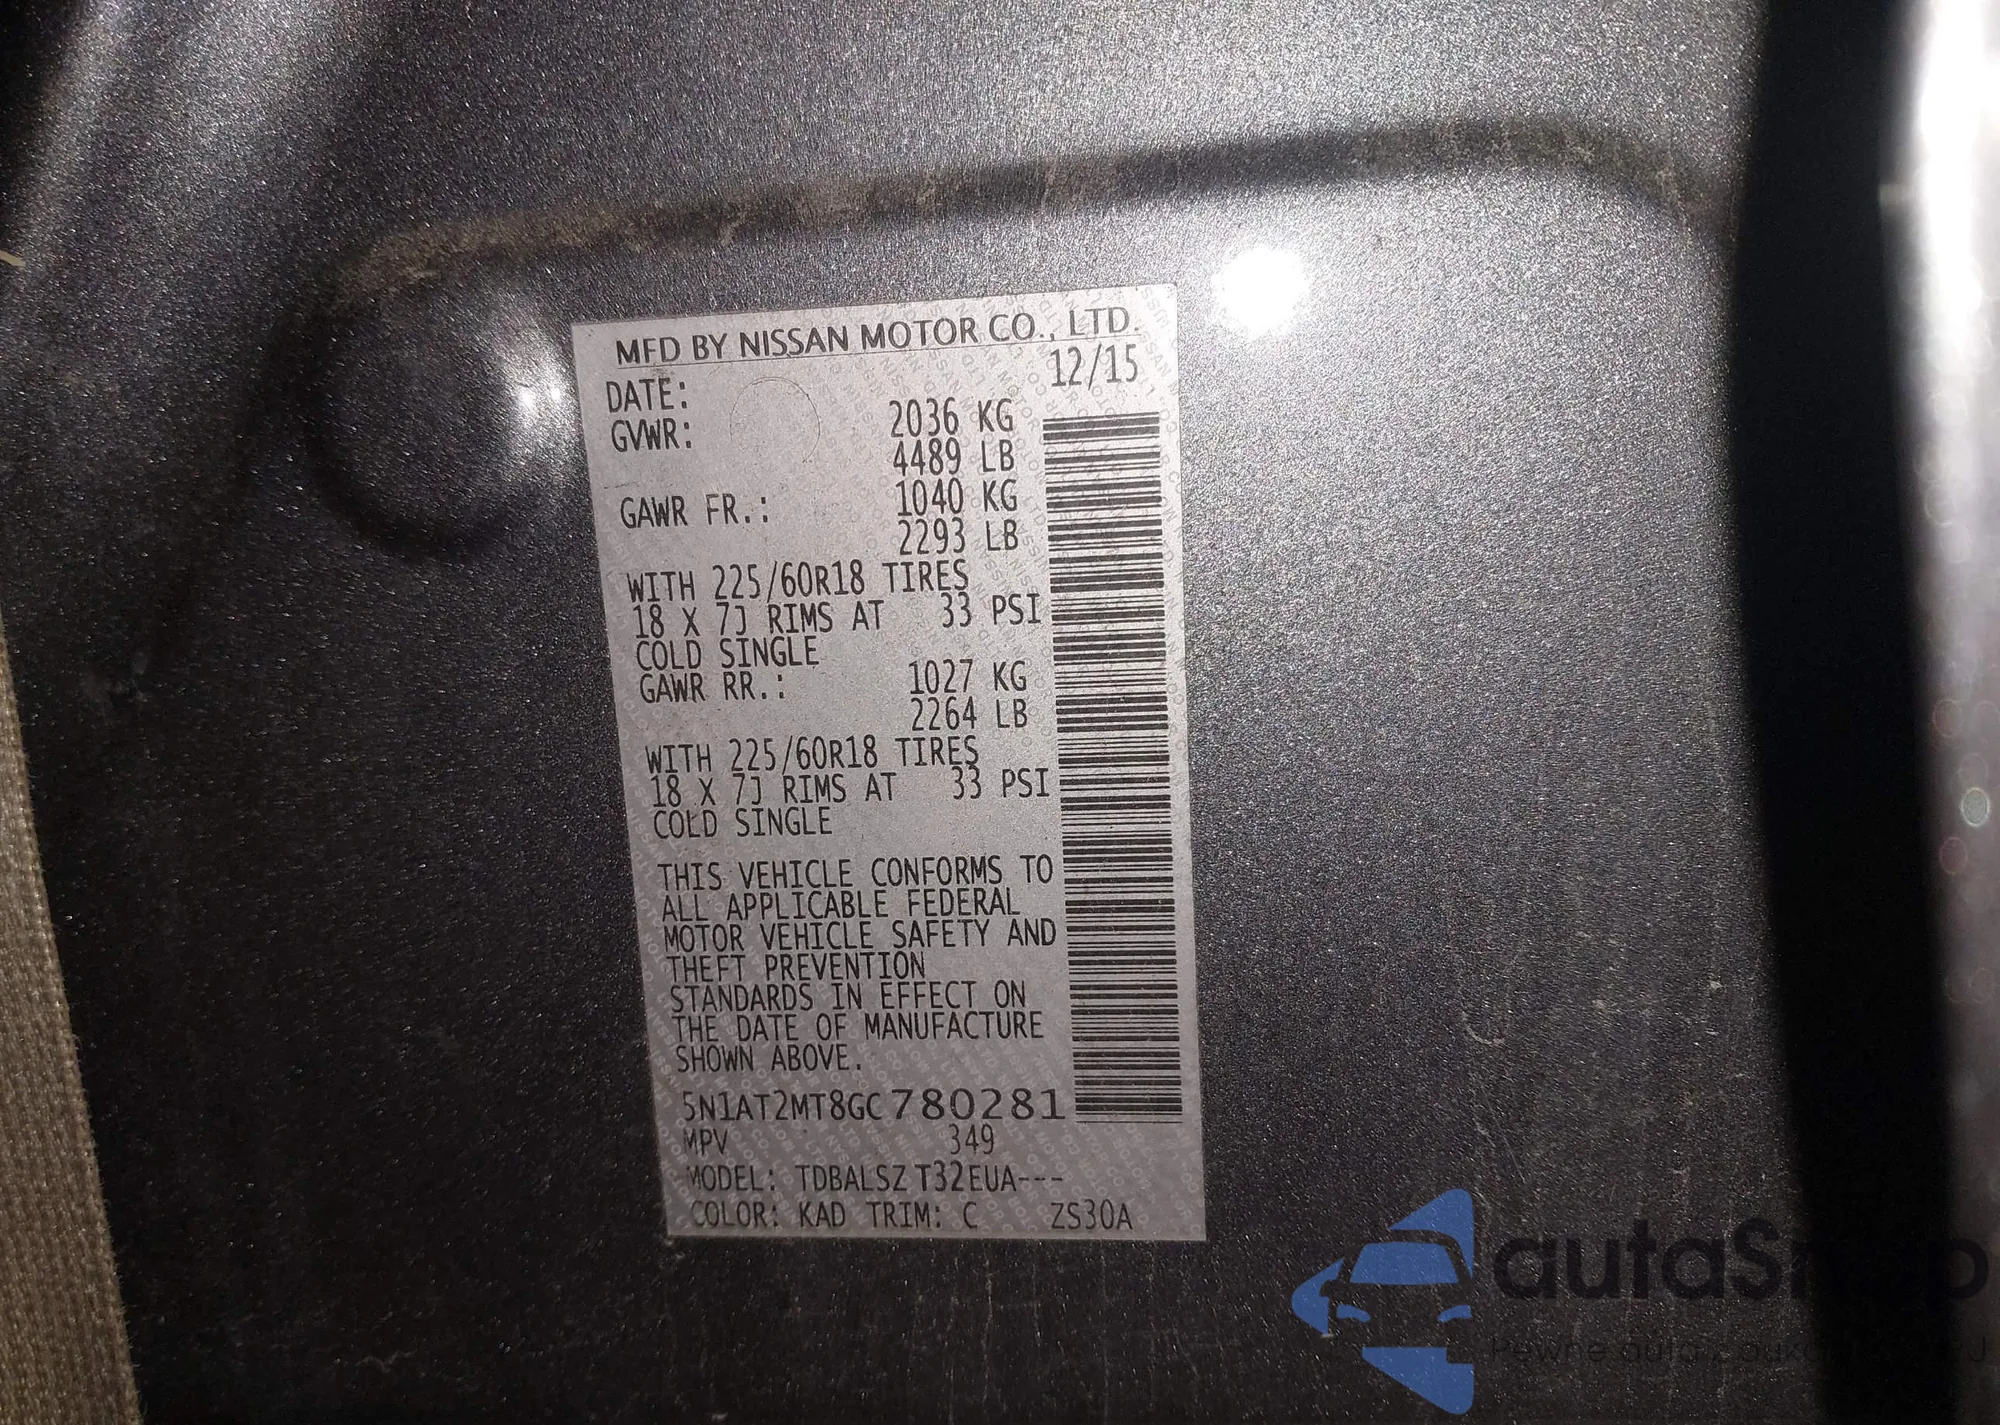 MFD BY NISSAN MOTOR CO., LTD.
DATE: 12/15
GVWR: 2036 KG
4489 LB
GAWR FR.: 1040 KG
2293 LB
WITH 225/60R18 TIRES
18 X 7J RIMS AT 33 PSI
COLD SINGLE
GAWR RR.: 1027 KG
2264 LB
WITH 225/60R18 TIRES
18 X 7J RIMS AT 33 PSI
COLD SINGLE
THIS VEHICLE CONFORMS TO
ALL APPLICABLE FEDERAL
MOTOR VEHICLE SAFETY AND
THEFT PREVENTION
STANDARDS IN EFFECT ON
THE DATE OF MANUFACTURE
SHOWN ABOVE.
5N1AT2MT8GC780281
MPV 349
MODEL: TDBALSZ T32EUA---
COLOR: KAD TRIM: C ZS30A
Pewne auto z